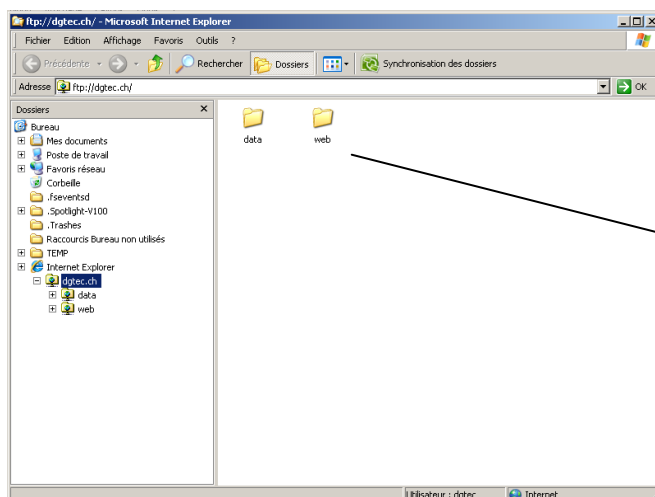 ftp://dgtec.ch/ - Microsoft Internet Explorer
Fichier Edition Affichage Favoris Outils ?
Précédente Rechercher Dossiers Synchronisation des dossiers
Adresse ftp://dgtec.ch/ OK
Dossiers
Bureau
Mes documents
Poste de travail
Favoris réseau
Corbeille
.fseventsd
.Spotlight-V100
.Trashes
Raccourcis Bureau non utilisés
TEMP
Internet Explorer
dgtec.ch
data
web
data web
Utilisateur : dgtec Internet